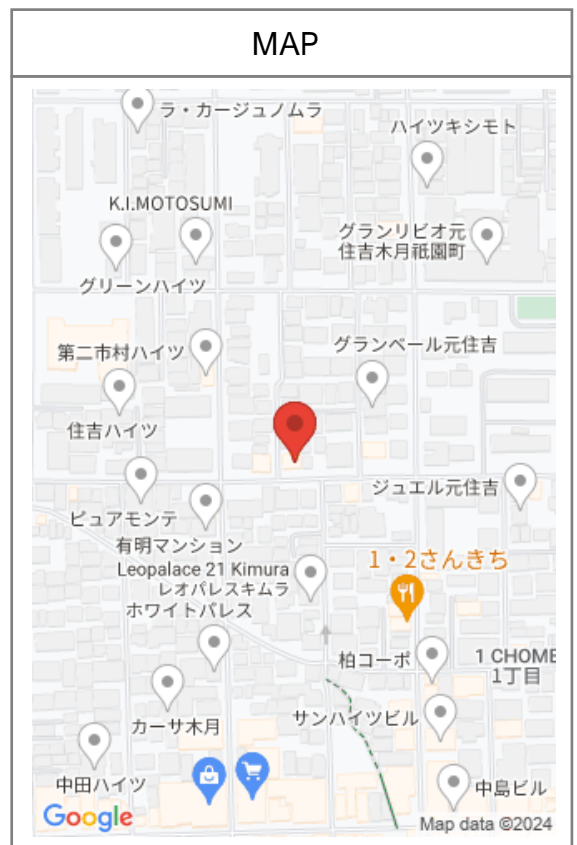 MAP
ラ・カージュノムラ
ハイツキシモト
K.I.MOTOSUMI
グランリビオ元
住吉木月祗園町
グリーンハイツ
第二市村ハイツ
グランベール元住吉
住吉ハイツ
ジュエル元住吉
ピュアモンテ
有明マンション
1・2さんきち
Leopalace 21 Kimura
レオパレスキムラ
ホワイトパレス
柏コーポ
1 CHOME
1丁目
カーサ木月
サンハイツビル
中田ハイツ
中島ビル
Google
Map data ©2024